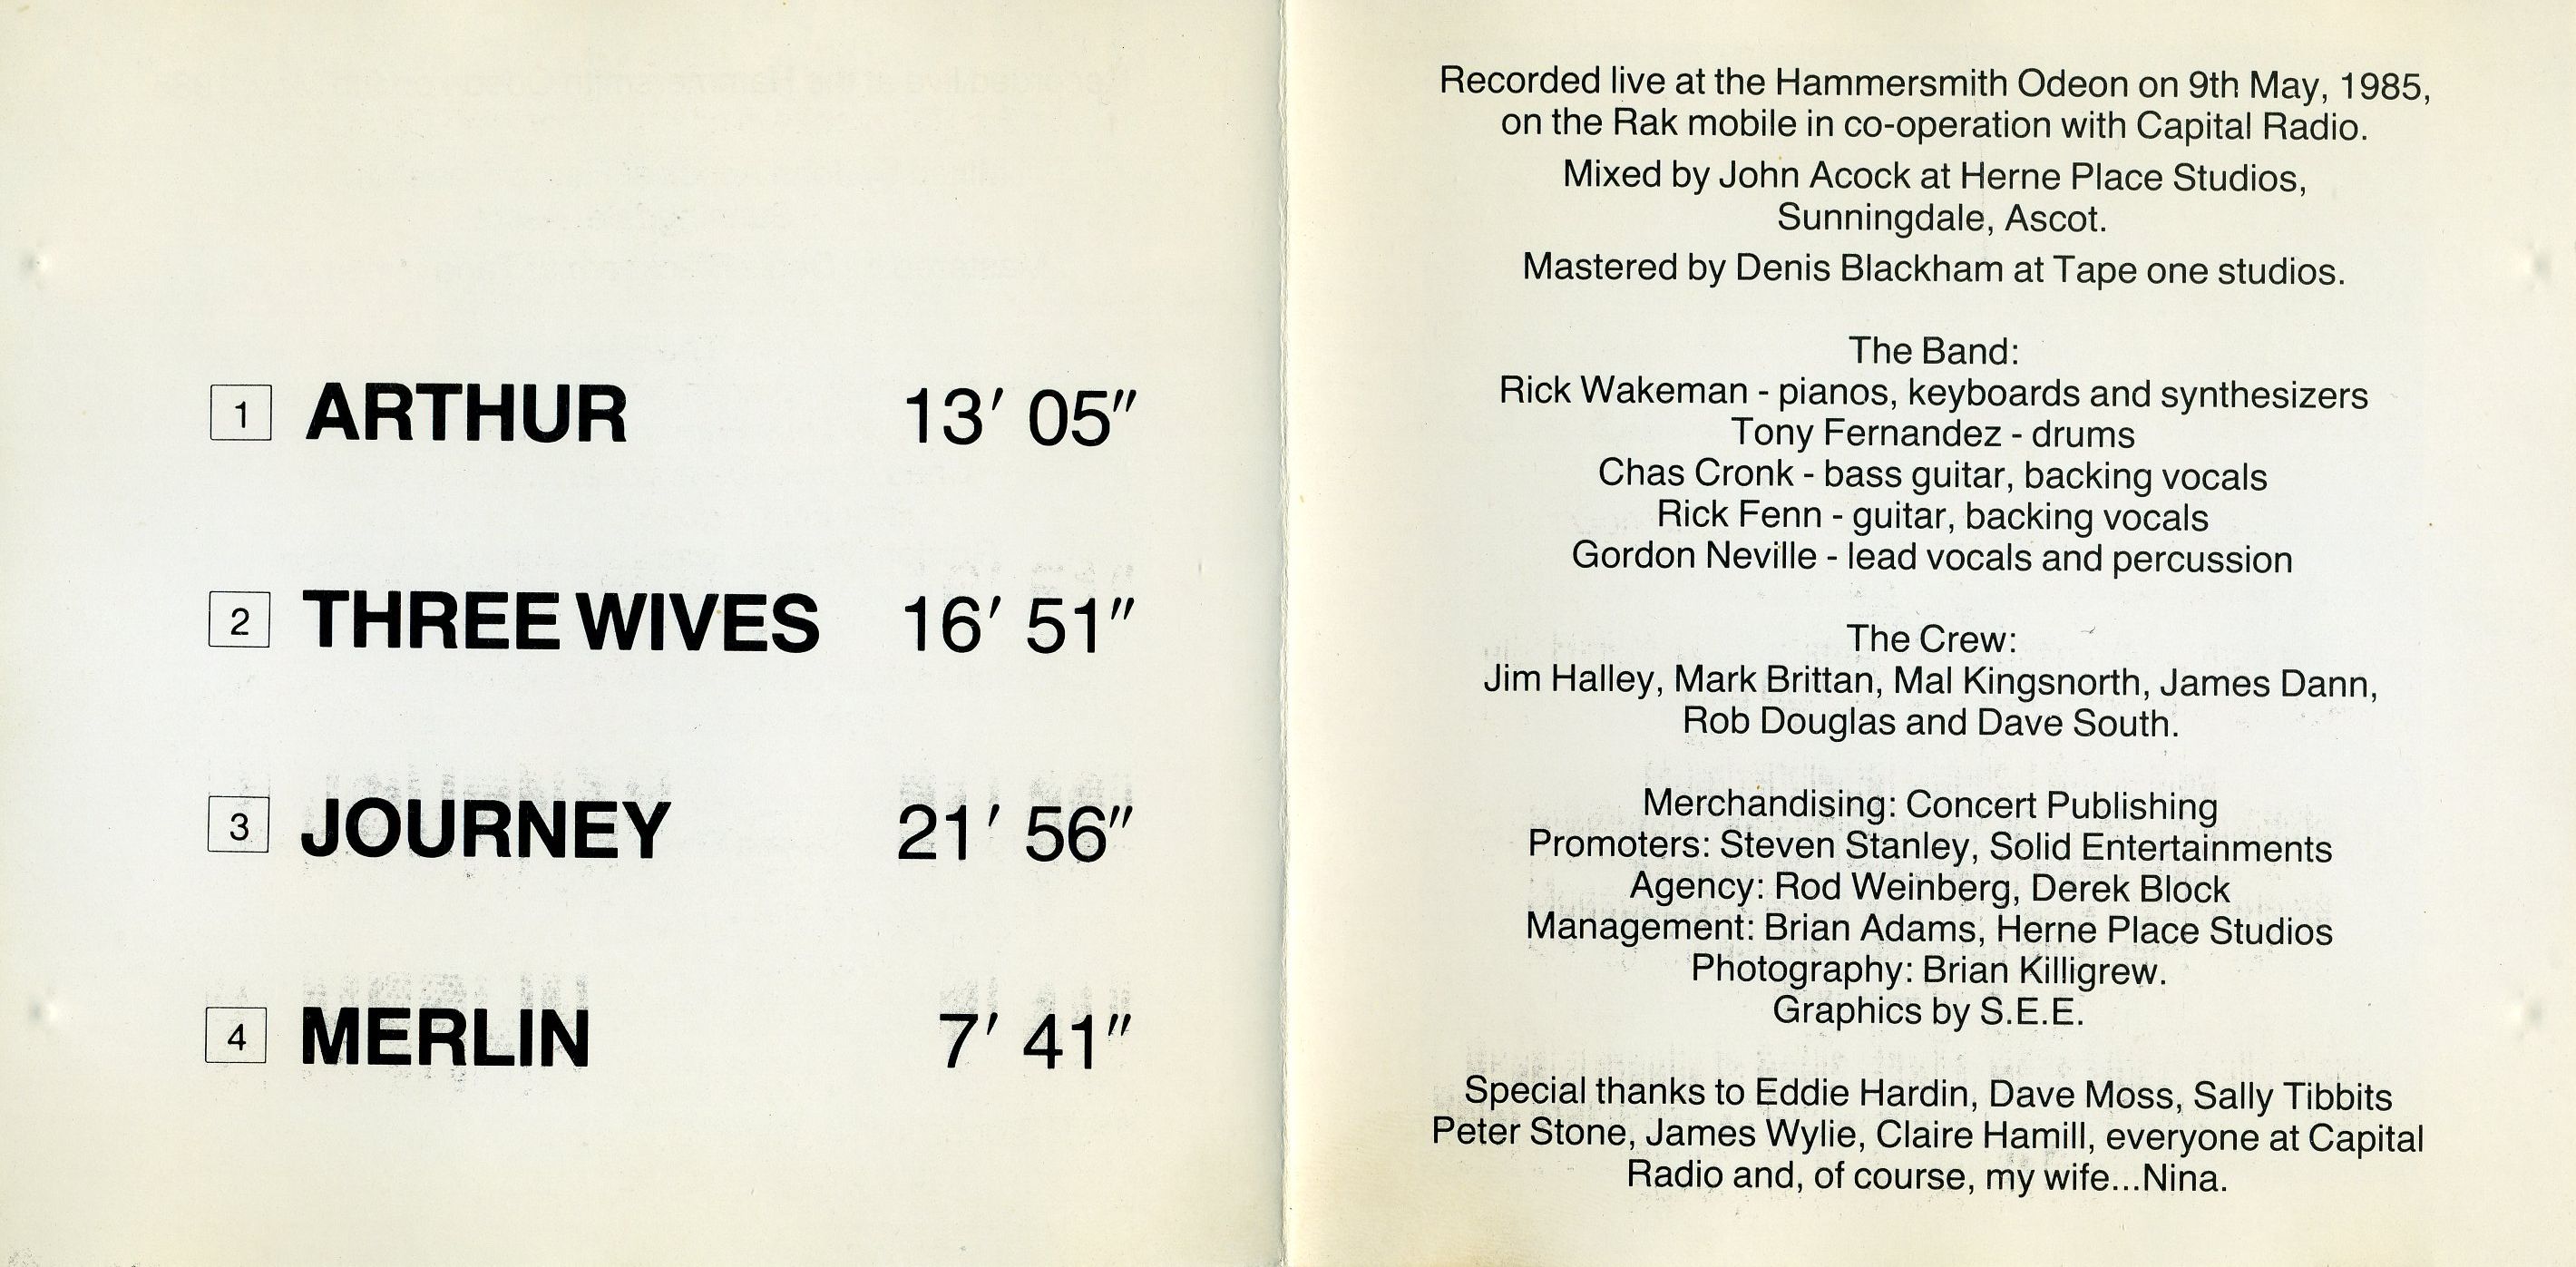 1 ARTHUR 13′ 05″
2 THREE WIVES 16′ 51″
3 JOURNEY 21′ 56″
4 MERLIN 7′ 41″
Recorded live at the Hammersmith Odeon on 9th May, 1985,
on the Rak mobile in co-operation with Capital Radio.
Mixed by John Acock at Herne Place Studios,
Sunningdale, Ascot.
Mastered by Denis Blackham at Tape one studios.
The Band:
Rick Wakeman - pianos, keyboards and synthesizers
Tony Fernandez - drums
Chas Cronk - bass guitar, backing vocals
Rick Fenn - guitar, backing vocals
Gordon Neville - lead vocals and percussion
The Crew:
Jim Halley, Mark Brittan, Mal Kingsnorth, James Dann,
Rob Douglas and Dave South.
Merchandising: Concert Publishing
Promoters: Steven Stanley, Solid Entertainments
Agency: Rod Weinberg, Derek Block
Management: Brian Adams, Herne Place Studios
Photography: Brian Killigrew.
Graphics by S.E.E.
Special thanks to Eddie Hardin, Dave Moss, Sally Tibbits
Peter Stone, James Wylie, Claire Hamill, everyone at Capital
Radio and, of course, my wife...Nina.